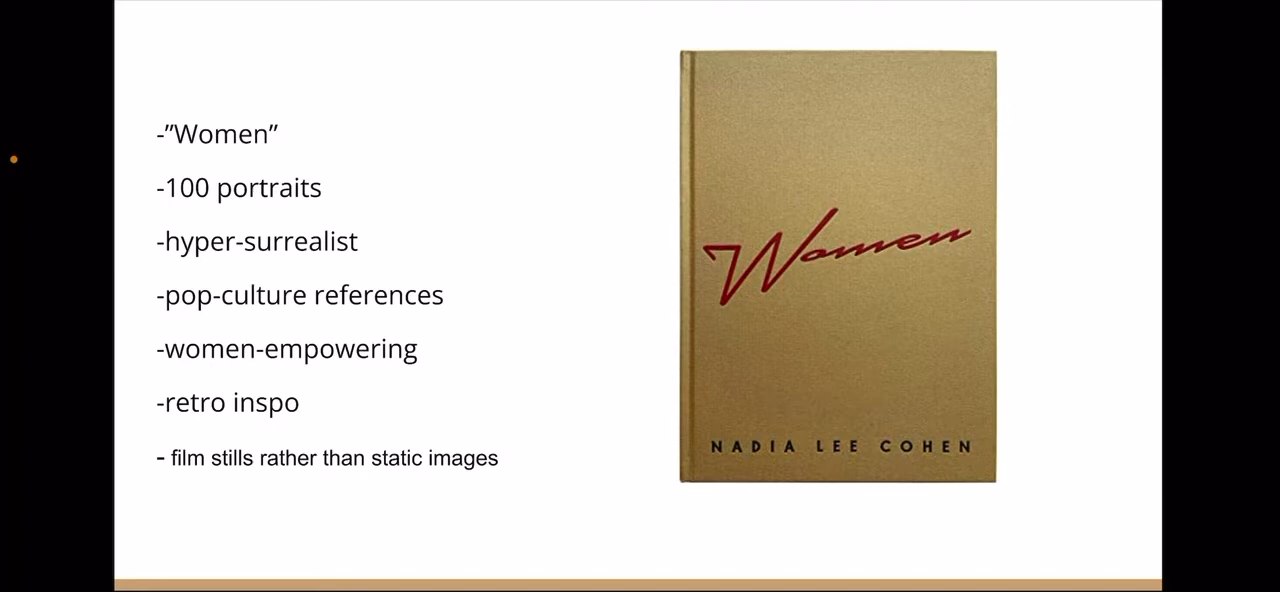 -”Women”
-100 portraits
-hyper-surrealist
-pop-culture references
-women-empowering
-retro inspo
- film stills rather than static images
Women
NADIA LEE COHEN